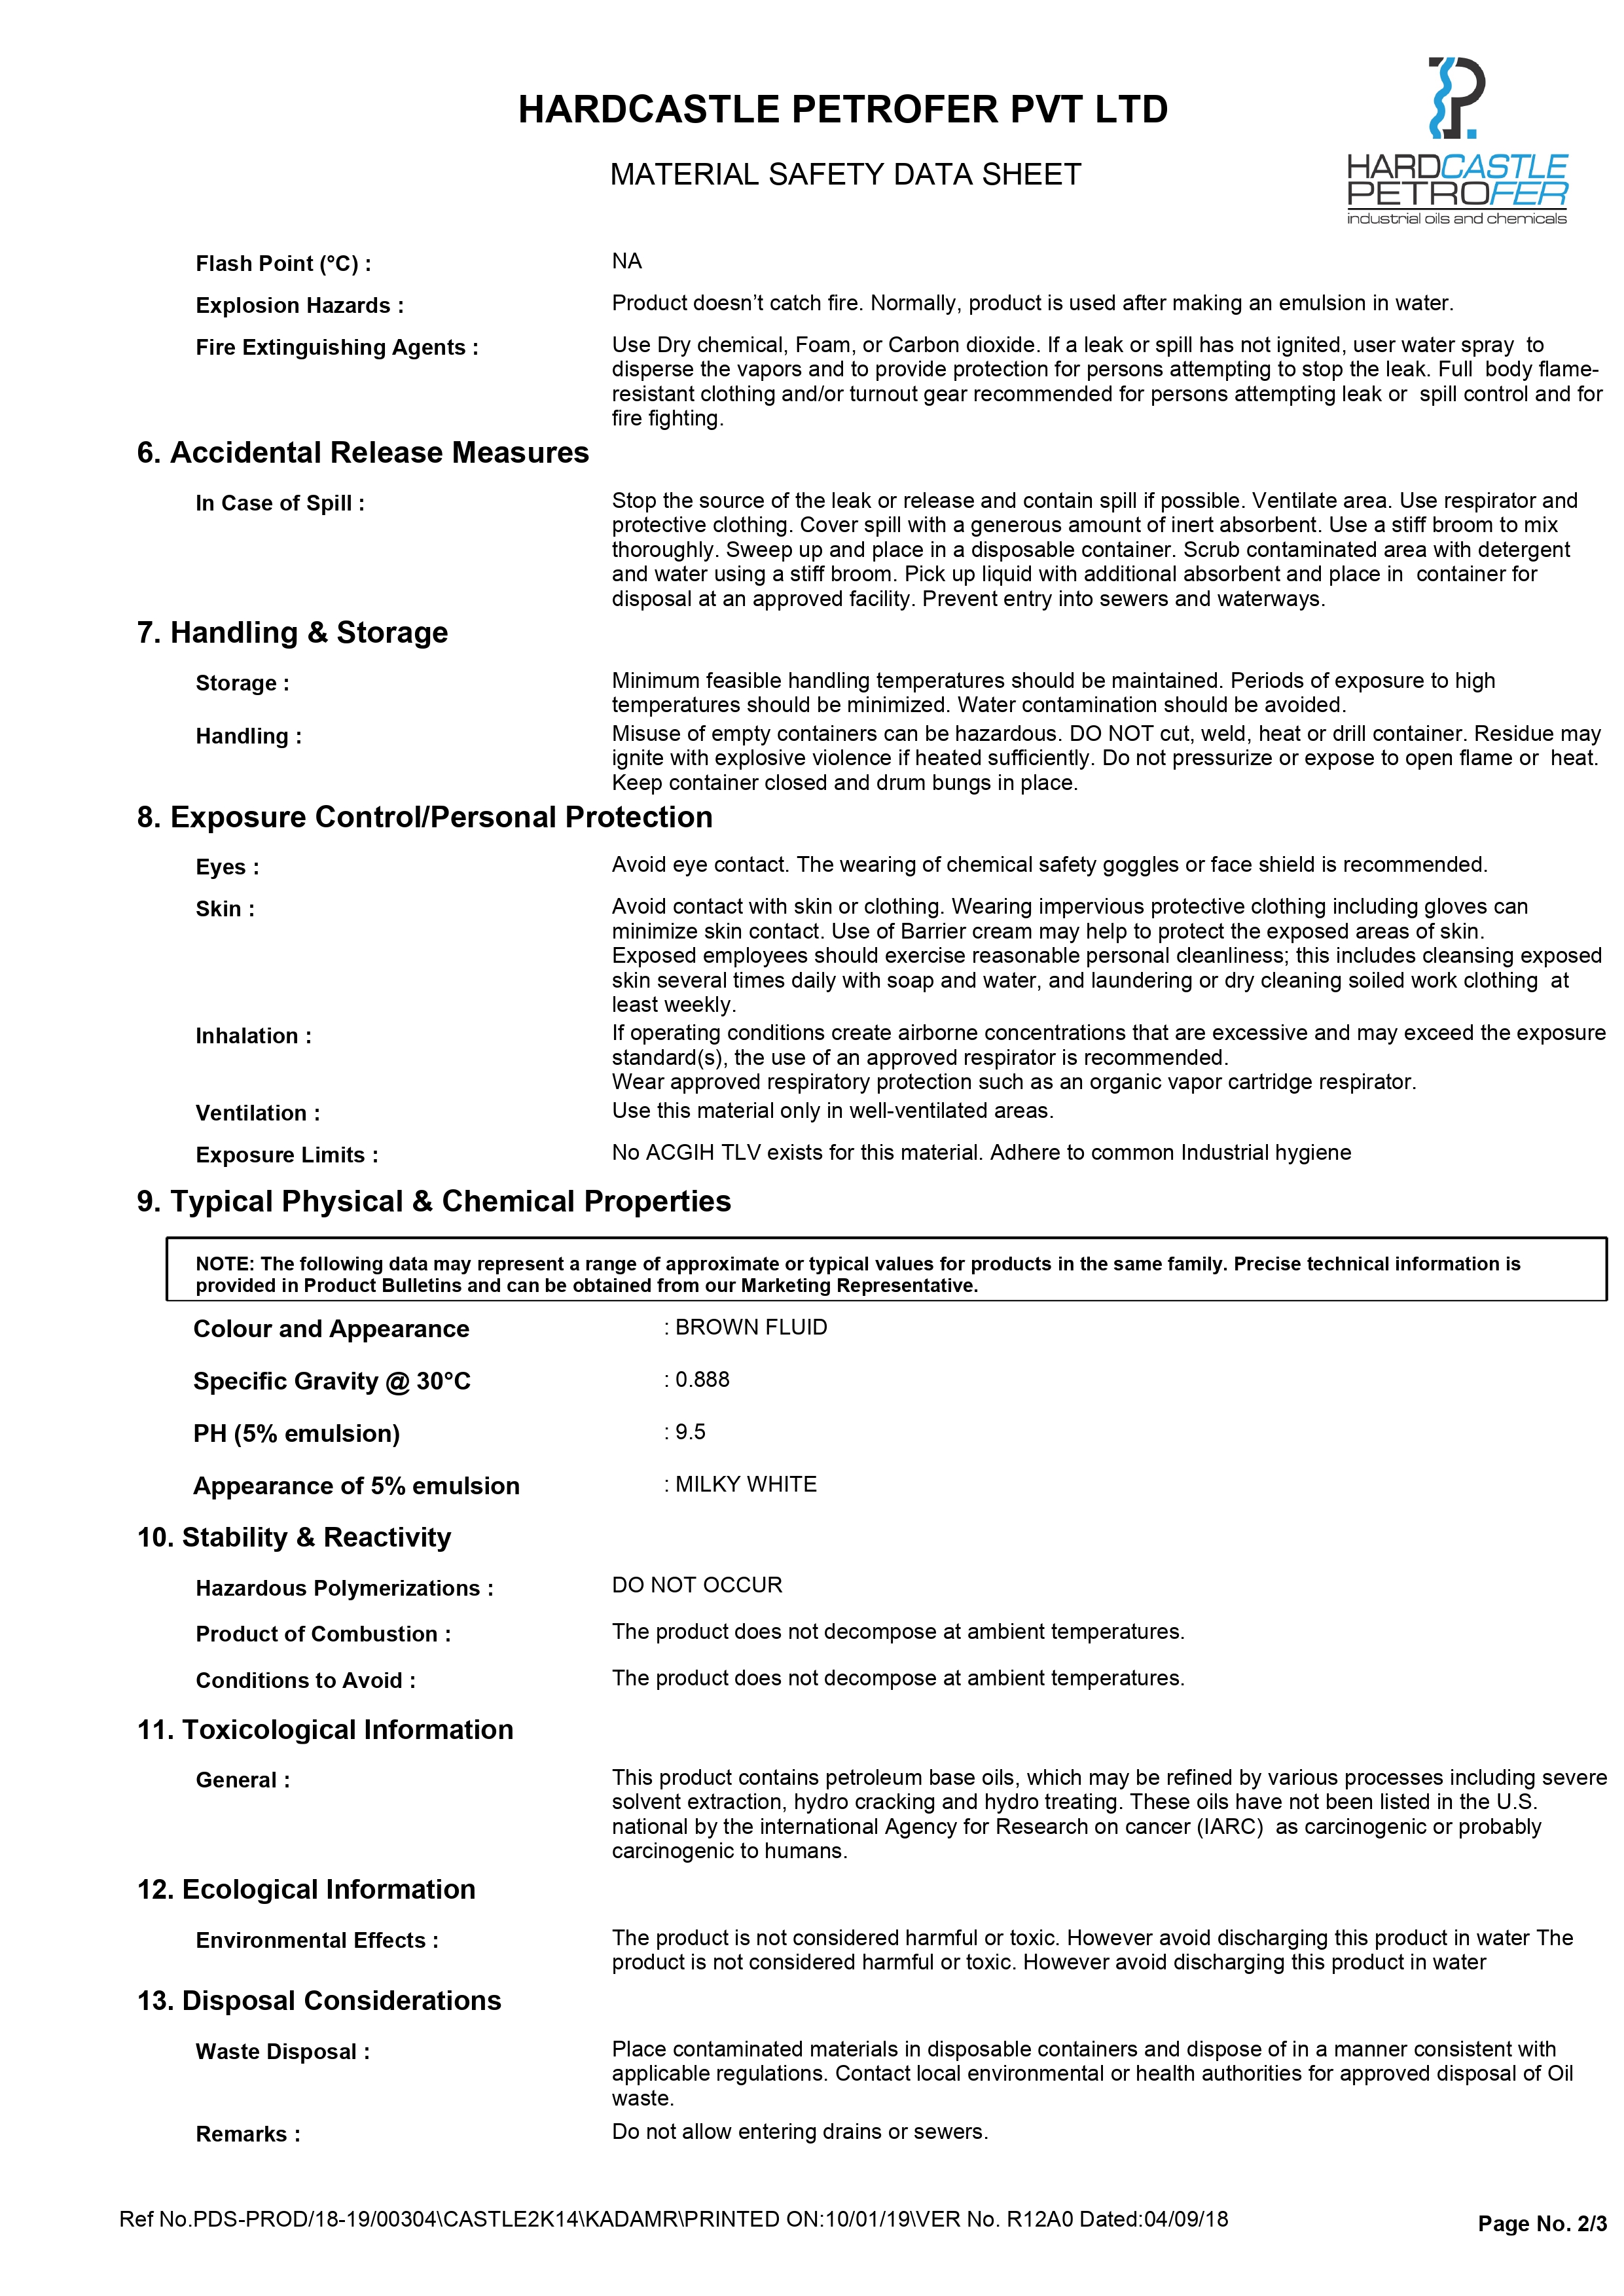 HARDCASTLE PETROFER PVT LTD
MATERIAL SAFETY DATA SHEET
HARDCASTLE
PETROFER
industrial oils and chemicals
Flash Point (°C) : NA
Explosion Hazards : Product doesn’t catch fire. Normally, product is used after making an emulsion in water.
Fire Extinguishing Agents : Use Dry chemical, Foam, or Carbon dioxide. If a leak or spill has not ignited, user water spray to
disperse the vapors and to provide protection for persons attempting to stop the leak. Full body flame-
resistant clothing and/or turnout gear recommended for persons attempting leak or spill control and for
fire fighting.
6. Accidental Release Measures
In Case of Spill : Stop the source of the leak or release and contain spill if possible. Ventilate area. Use respirator and
protective clothing. Cover spill with a generous amount of inert absorbent. Use a stiff broom to mix
thoroughly. Sweep up and place in a disposable container. Scrub contaminated area with detergent
and water using a stiff broom. Pick up liquid with additional absorbent and place in container for
disposal at an approved facility. Prevent entry into sewers and waterways.
7. Handling & Storage
Storage : Minimum feasible handling temperatures should be maintained. Periods of exposure to high
temperatures should be minimized. Water contamination should be avoided.
Handling : Misuse of empty containers can be hazardous. DO NOT cut, weld, heat or drill container. Residue may
ignite with explosive violence if heated sufficiently. Do not pressurize or expose to open flame or heat.
Keep container closed and drum bungs in place.
8. Exposure Control/Personal Protection
Eyes : Avoid eye contact. The wearing of chemical safety goggles or face shield is recommended.
Skin : Avoid contact with skin or clothing. Wearing impervious protective clothing including gloves can
minimize skin contact. Use of Barrier cream may help to protect the exposed areas of skin.
Exposed employees should exercise reasonable personal cleanliness; this includes cleansing exposed
skin several times daily with soap and water, and laundering or dry cleaning soiled work clothing at
least weekly.
Inhalation : If operating conditions create airborne concentrations that are excessive and may exceed the exposure
standard(s), the use of an approved respirator is recommended.
Wear approved respiratory protection such as an organic vapor cartridge respirator.
Ventilation : Use this material only in well-ventilated areas.
Exposure Limits : No ACGIH TLV exists for this material. Adhere to common Industrial hygiene
9. Typical Physical & Chemical Properties
NOTE: The following data may represent a range of approximate or typical values for products in the same family. Precise technical information is
provided in Product Bulletins and can be obtained from our Marketing Representative.
Colour and Appearance : BROWN FLUID
Specific Gravity @ 30°C : 0.888
PH (5% emulsion) : 9.5
Appearance of 5% emulsion : MILKY WHITE
10. Stability & Reactivity
Hazardous Polymerizations : DO NOT OCCUR
Product of Combustion : The product does not decompose at ambient temperatures.
Conditions to Avoid : The product does not decompose at ambient temperatures.
11. Toxicological Information
General : This product contains petroleum base oils, which may be refined by various processes including severe
solvent extraction, hydro cracking and hydro treating. These oils have not been listed in the U.S.
national by the international Agency for Research on cancer (IARC) as carcinogenic or probably
carcinogenic to humans.
12. Ecological Information
Environmental Effects : The product is not considered harmful or toxic. However avoid discharging this product in water The
product is not considered harmful or toxic. However avoid discharging this product in water
13. Disposal Considerations
Waste Disposal : Place contaminated materials in disposable containers and dispose of in a manner consistent with
applicable regulations. Contact local environmental or health authorities for approved disposal of Oil
waste.
Remarks : Do not allow entering drains or sewers.
Ref No.PDS-PROD/18-19/00304\CASTLE2K14\KADAMR\PRINTED ON:10/01/19\VER No. R12A0 Dated:04/09/18
Page No. 2/3